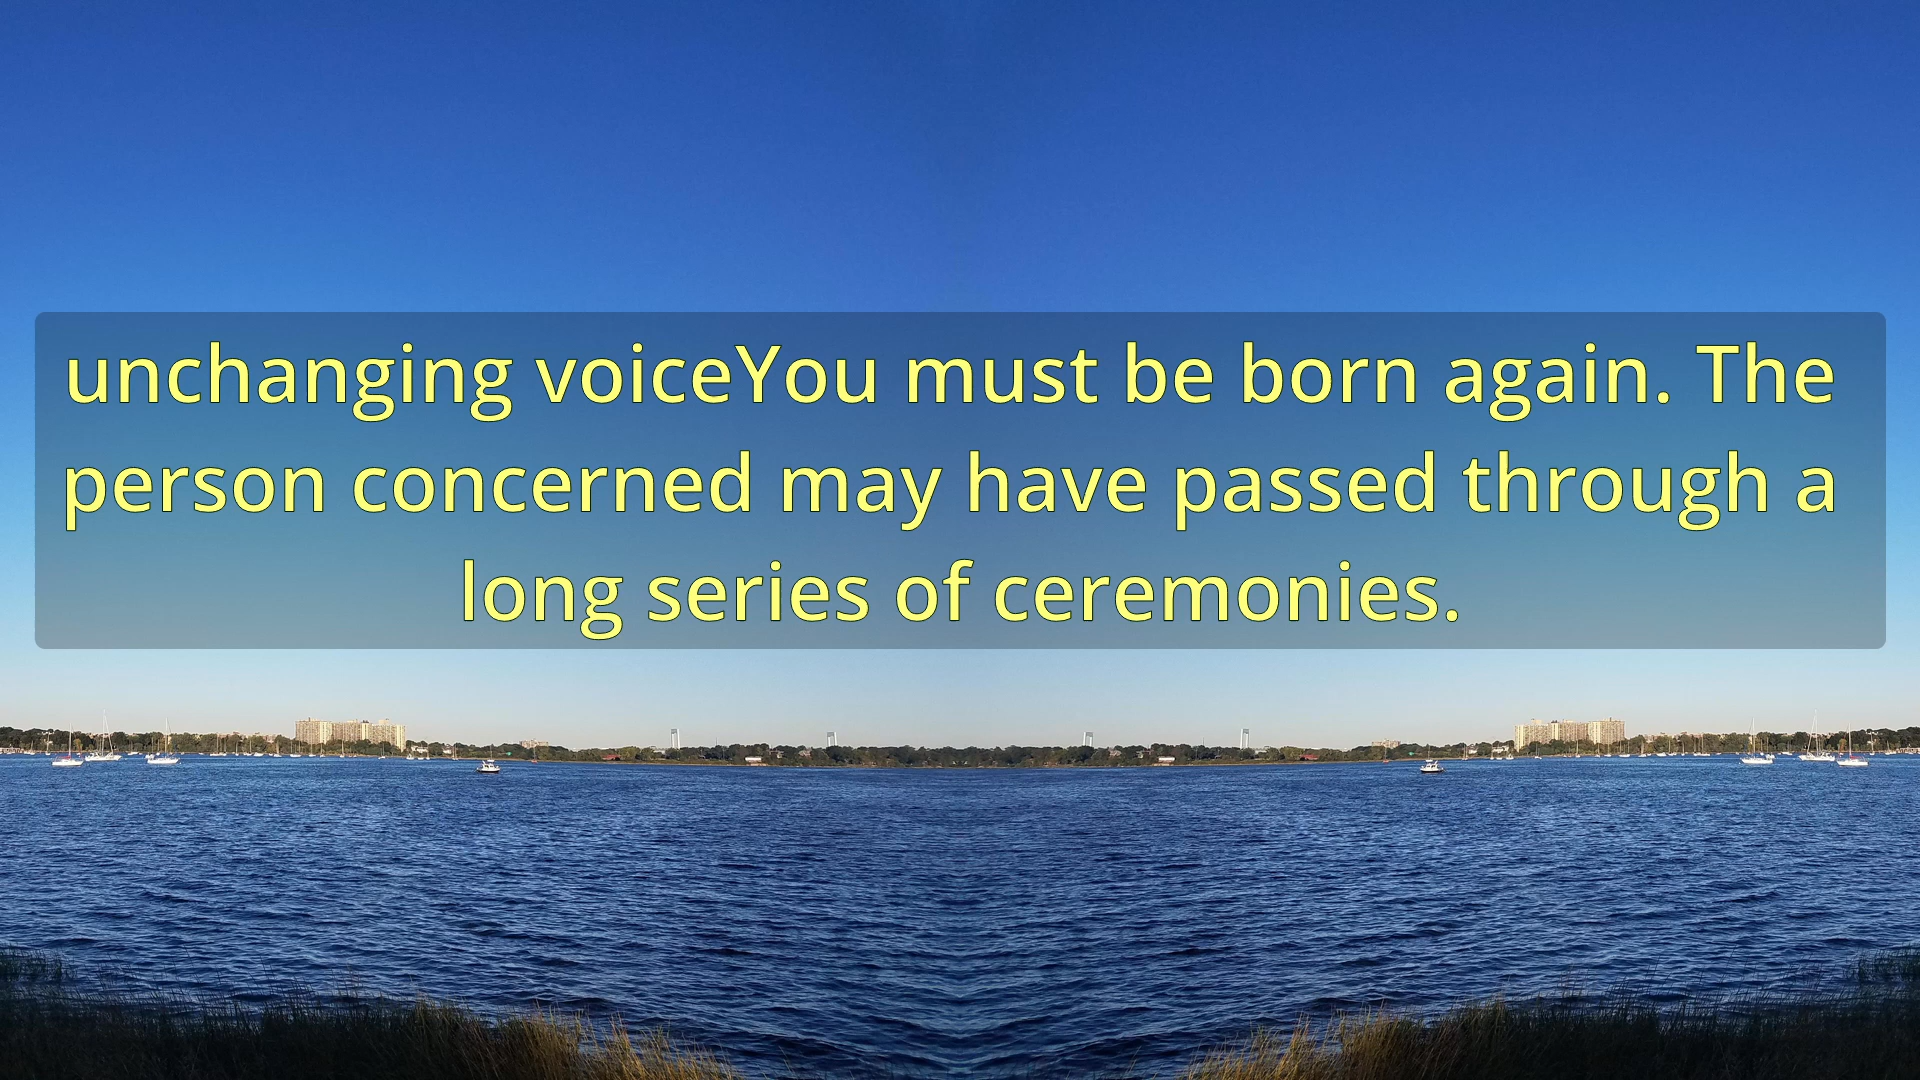 unchanging voiceYou must be born again. The
person concerned may have passed through a
long series of ceremonies.